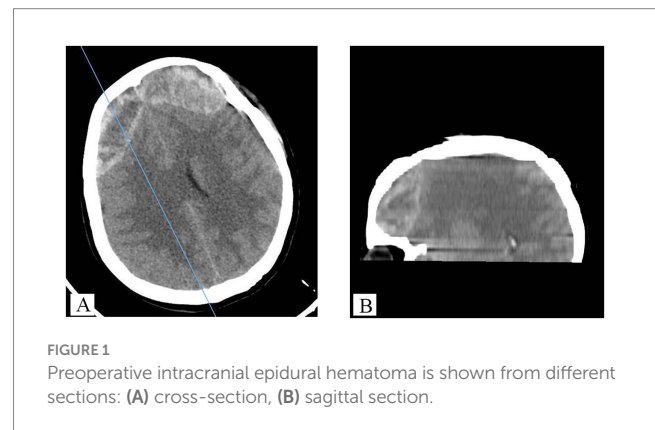 A
B
FIGURE 1
Preoperative intracranial epidural hematoma is shown from different
sections: (A) cross-section, (B) sagittal section.